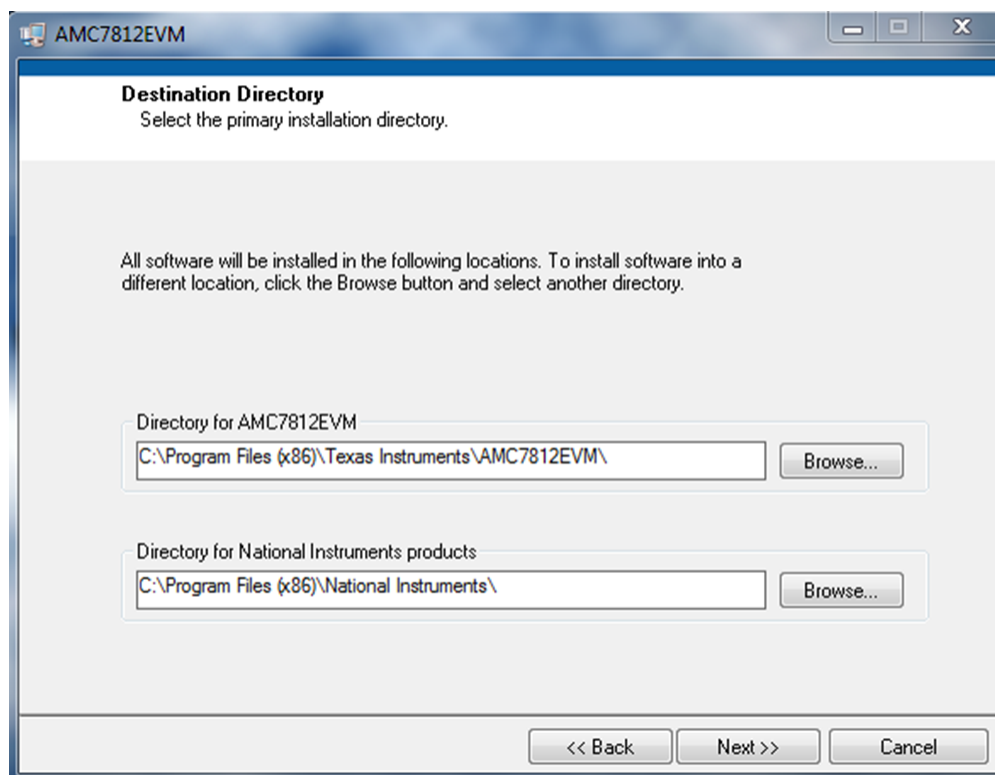 AMC7812EVM
Destination Directory
Select the primary installation directory.
All software will be installed in the following locations. To install software into a
different location, click the Browse button and select another directory.
Directory for AMC7812EVM
C:\Program Files (x86)\Texas Instruments\AMC7812EVM\
Browse...
Directory for National Instruments products
C:\Program Files (x86)\National Instruments\
Browse...
<< Back
Next >>
Cancel